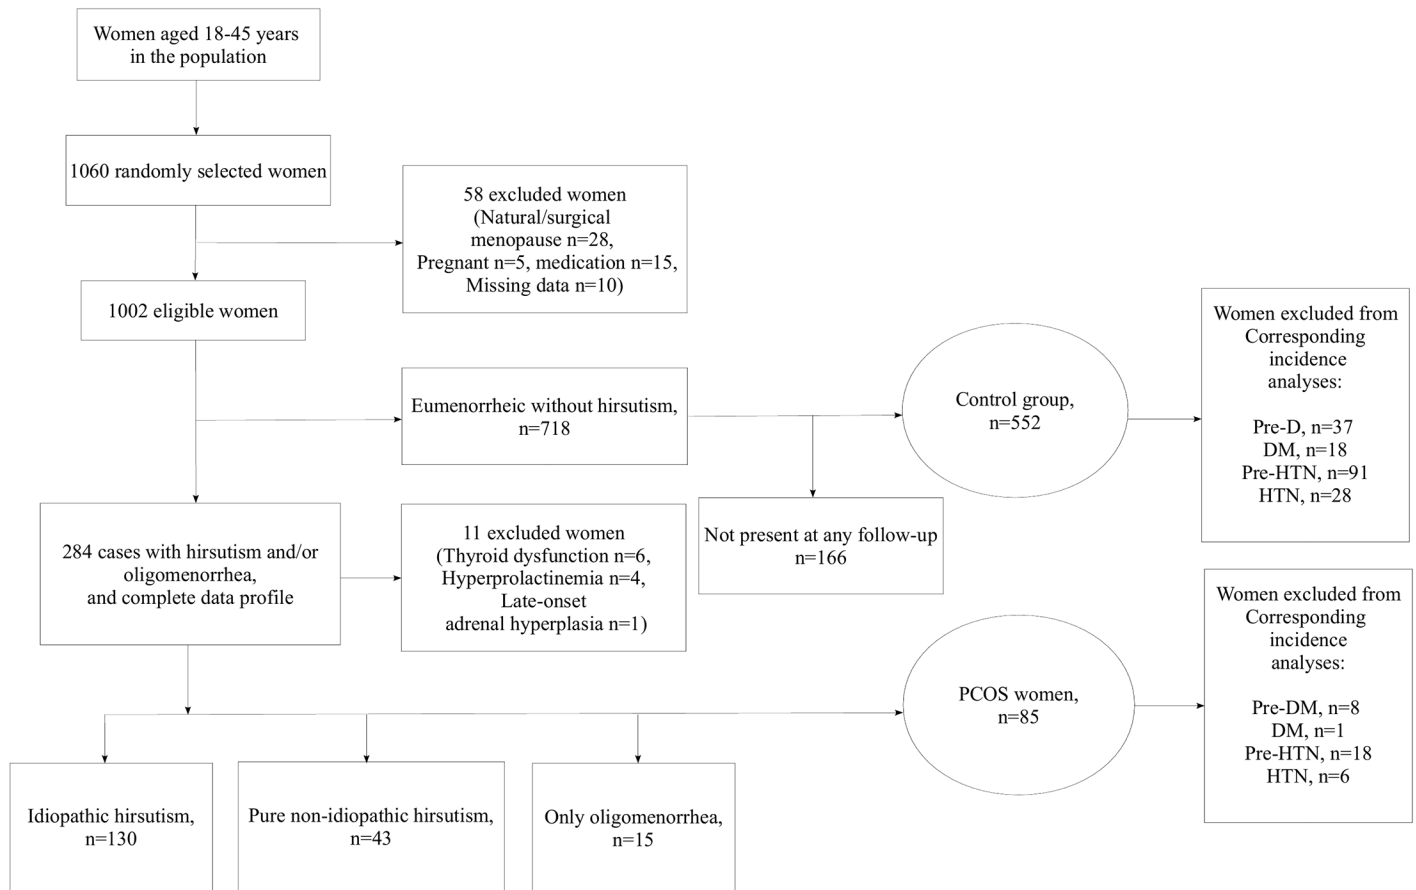 Women aged 18-45 years
in the population
1060 randomly selected women
58 excluded women
(Natural/surgical
menopause n=28,
Pregnant n=5, medication n=15,
Missing data n=10)
1002 eligible women
Eumenorrheic without hirsutism,
n=718
Control group,
n=552
Women excluded from
Corresponding
incidence
analyses:
Pre-D, n=37
DM, n=18
Pre-HTN, n=91
HTN, n=28
Not present at any follow-up
n=166
284 cases with hirsutism and/or
oligomenorrhea,
and complete data profile
11 excluded women
(Thyroid dysfunction n=6,
Hyperprolactinemia n=4,
Late-onset
adrenal hyperplasia n=1)
PCOS women,
n=85
Women excluded from
Corresponding
incidence
analyses:
Pre-DM, n=8
DM, n=1
Pre-HTN, n=18
HTN, n=6
Idiopathic hirsutism,
n=130
Pure non-idiopathic hirsutism,
n=43
Only oligomenorrhea,
n=15